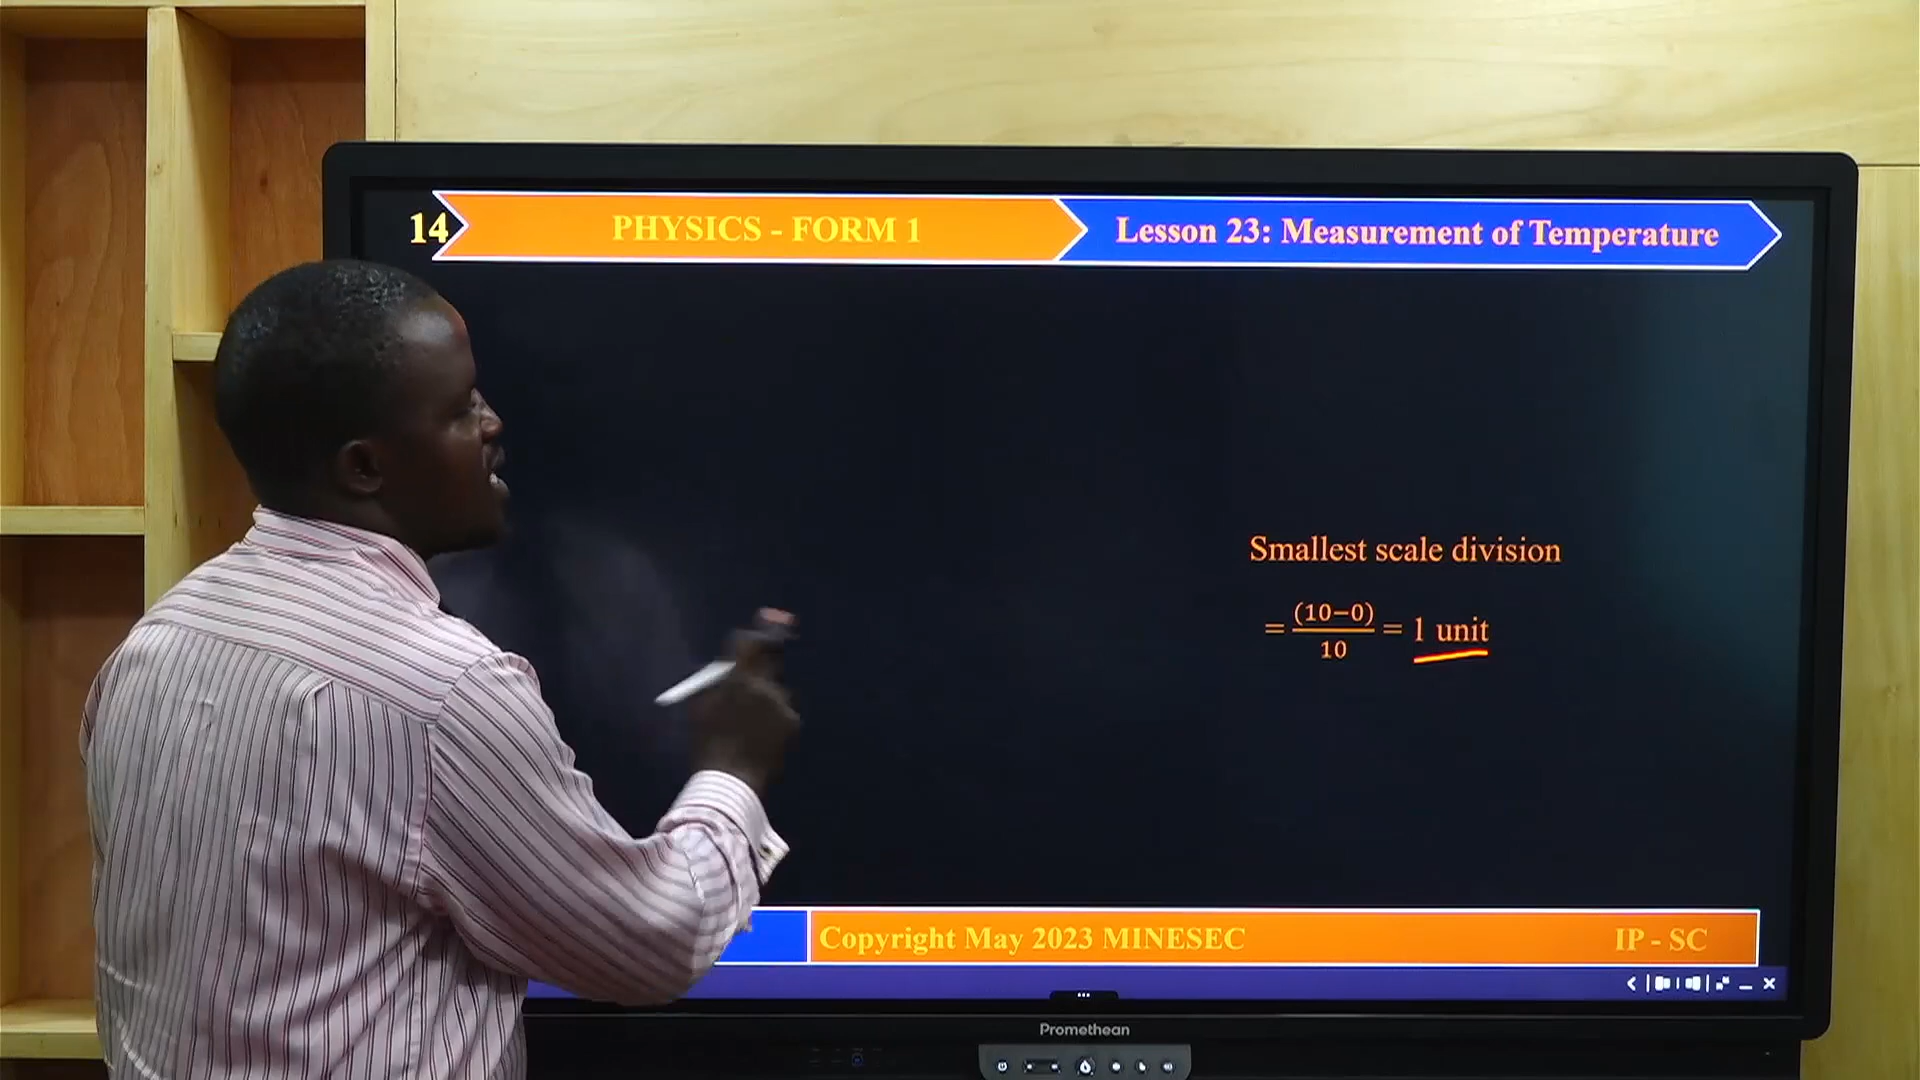 14 PHYSICS - FORM 1 Lesson 23: Measurement of Temperature
Smallest scale division
= (10−0)/10 = 1 unit
Copyright May 2023 MINESEC IP - SC
Promethean